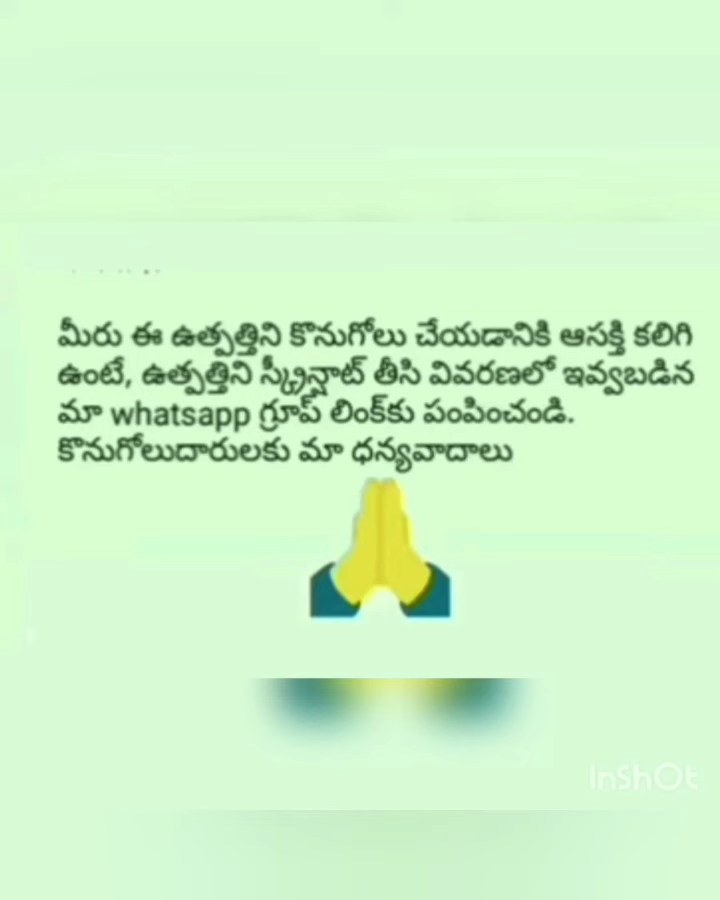 మీరు ఈ ఉత్పత్తిని కొనుగోలు చేయడానికి ఆసక్తి కలిగి
ఉంటే, ఉత్పత్తిని స్క్రీన్షాట్ తీసి వివరణలో ఇవ్వబడిన
మా whatsapp గ్రూప్ లింక్‌కు పంపించండి.
కొనుగోలుదారులకు మా ధన్యవాదాలు
InShOt